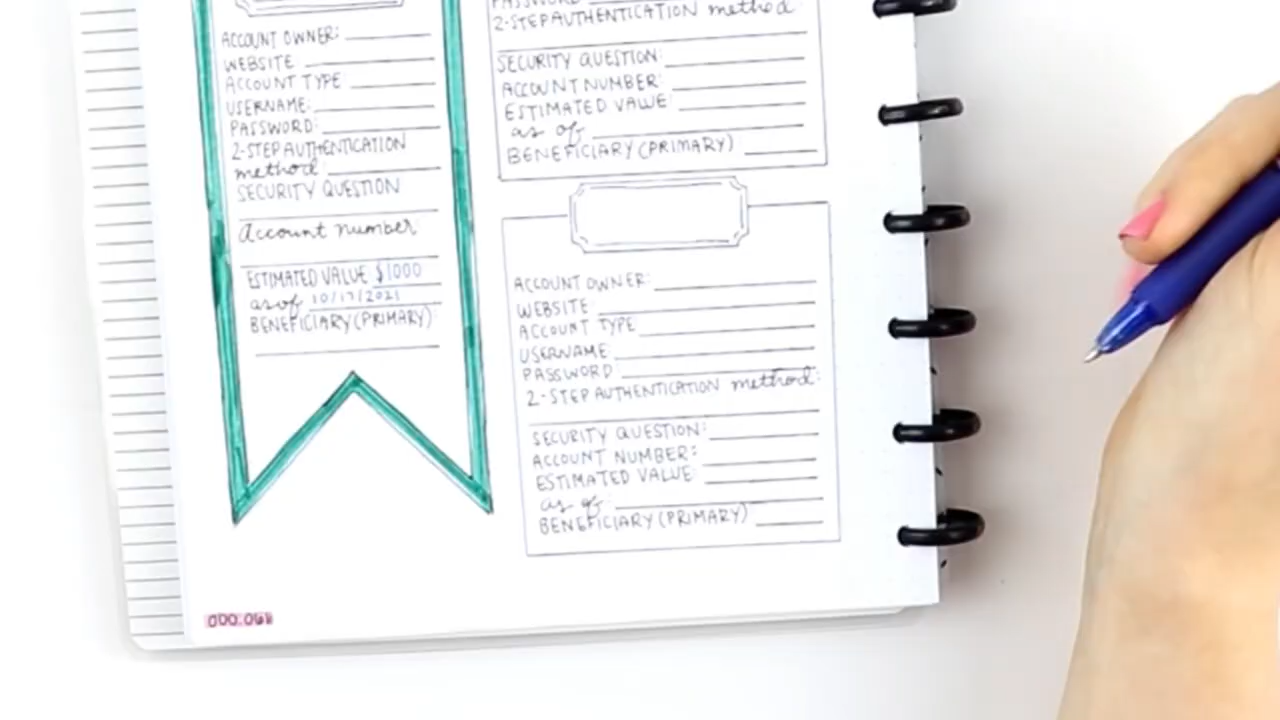 ACCOUNT OWNER:
WEBSITE
ACCOUNT TYPE
USERNAME:
PASSWORD:
2-STEP AUTHENTICATION
method:
SECURITY QUESTION
Account number:
ESTIMATED VALUE $1000
as of 10/17/2021
BENEFICIARY (PRIMARY):
PASSWORD
2-STEP AUTHENTICATION method:
SECURITY QUESTION:
ACCOUNT NUMBER:
ESTIMATED VALUE
as of
BENEFICIARY (PRIMARY)
ACCOUNT OWNER:
WEBSITE
ACCOUNT TYPE
USERNAME
PASSWORD:
2-STEP AUTHENTICATION method:
SECURITY QUESTION:
ACCOUNT NUMBER:
ESTIMATED VALUE:
as of:
BENEFICIARY (PRIMARY)